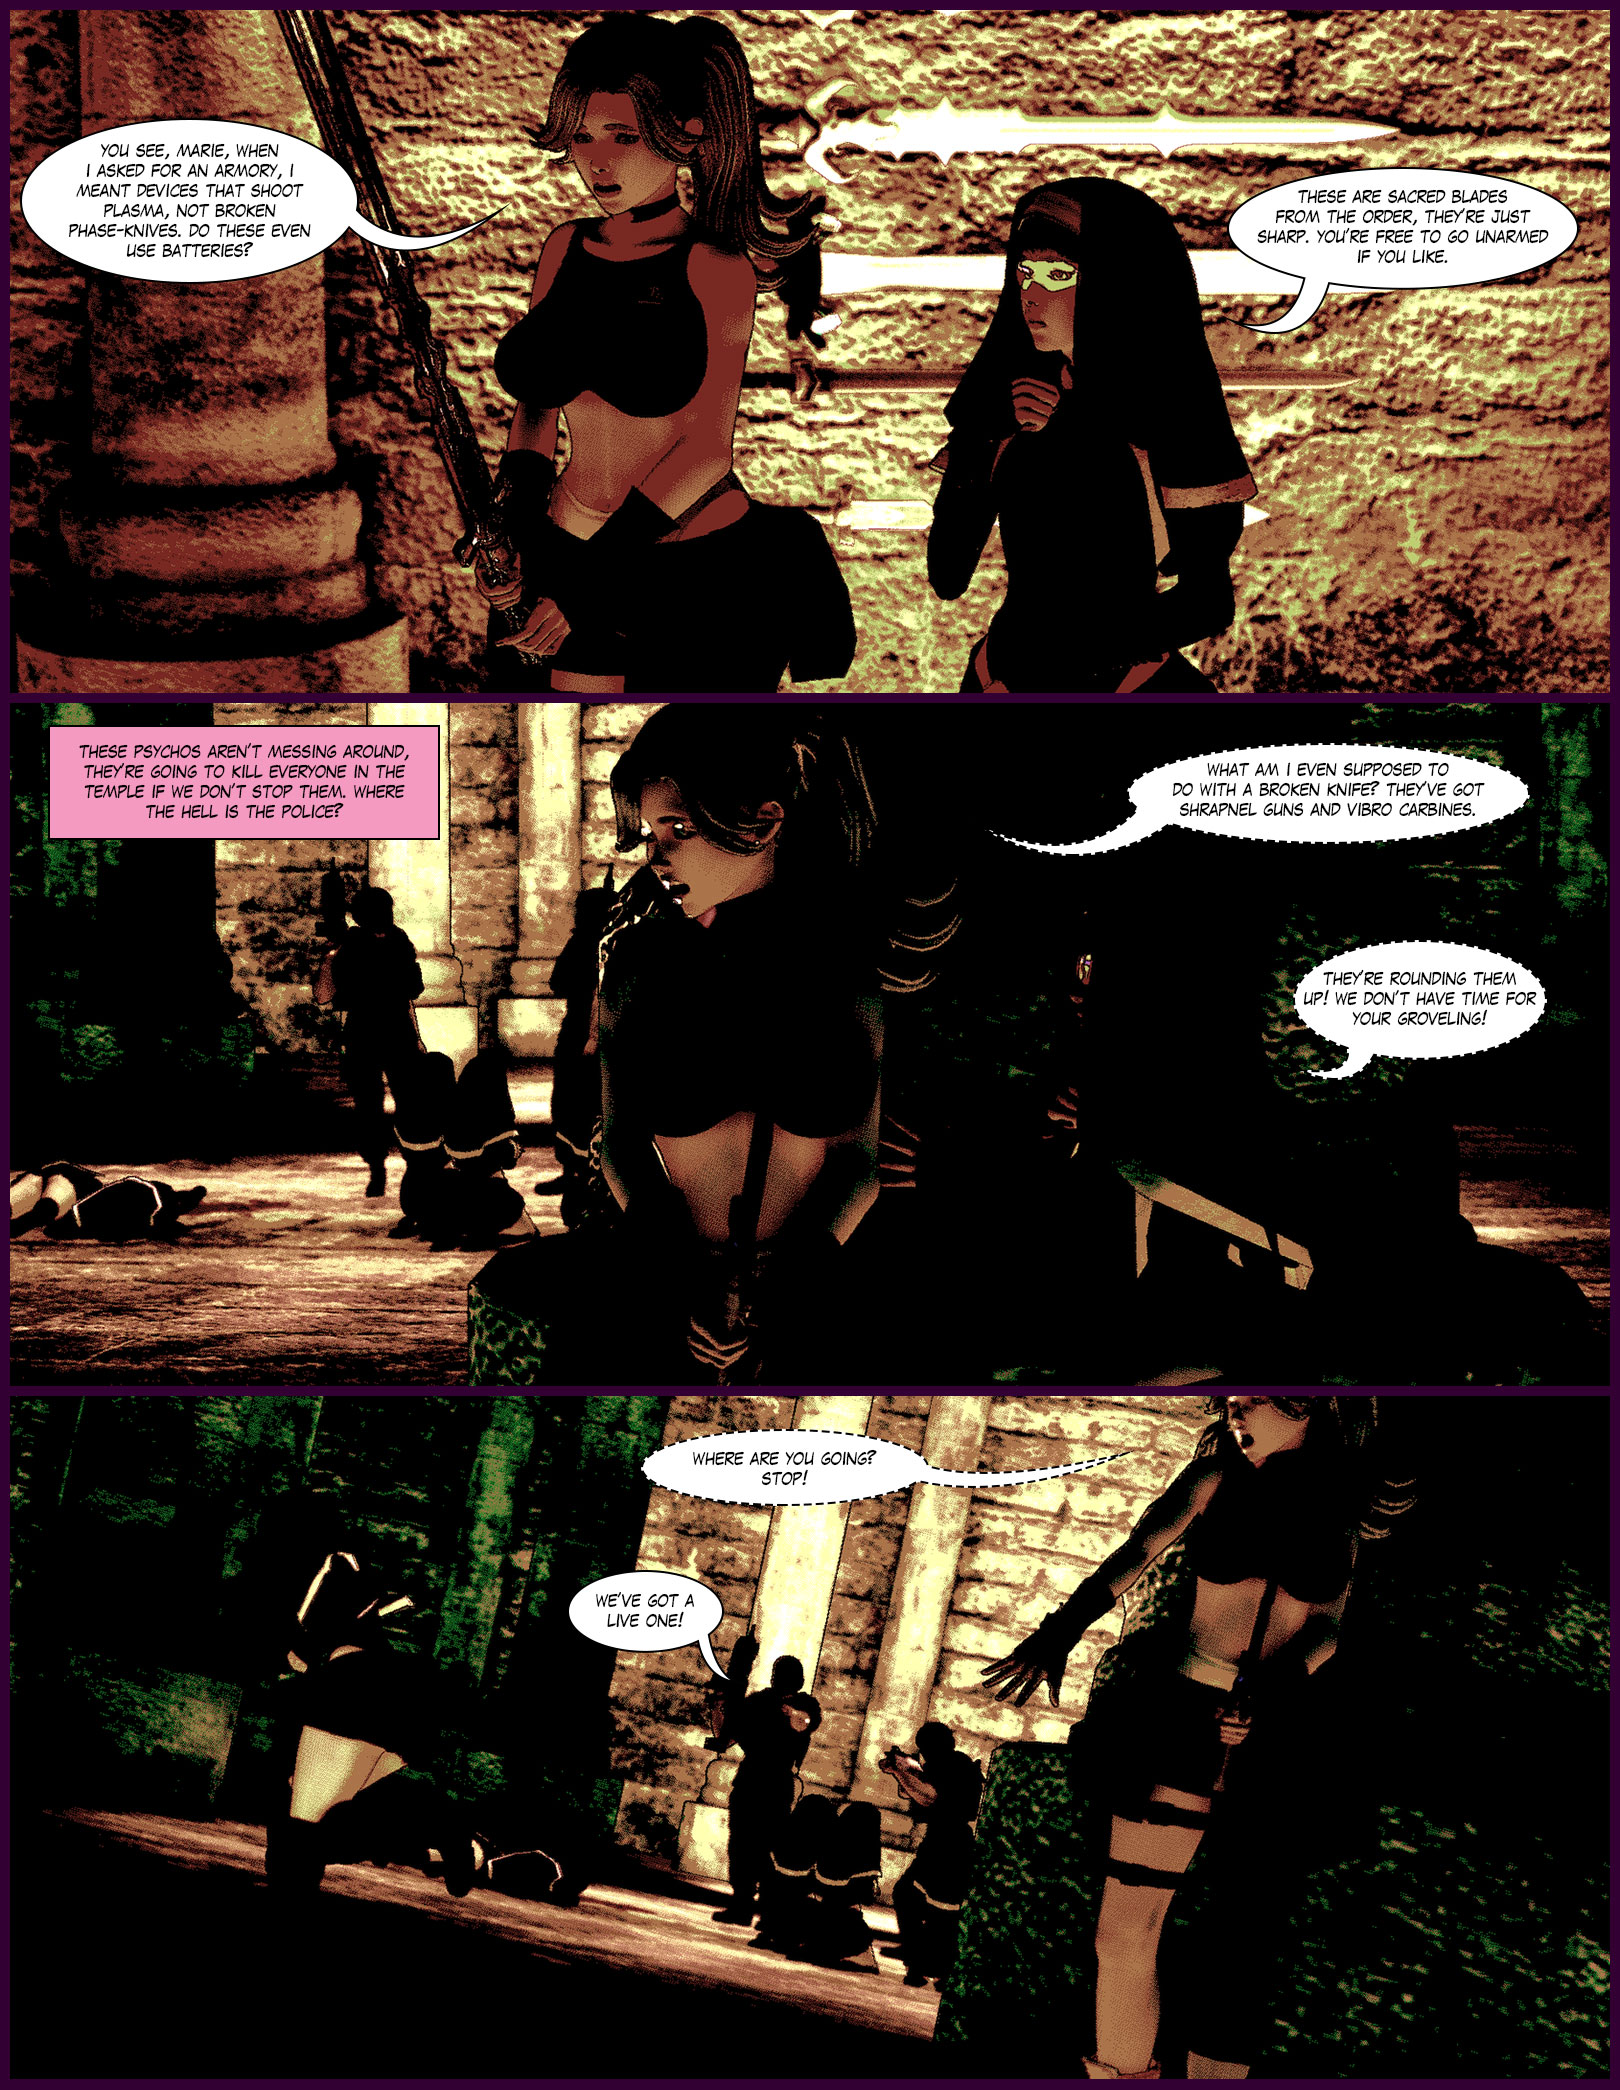 YOU SEE, MARIE, WHEN
I ASKED FOR AN ARMORY, I
MEANT DEVICES THAT SHOOT
PLASMA, NOT BROKEN
PHASE-KNIVES. DO THESE EVEN
USE BATTERIES?
THESE ARE SACRED BLADES
FROM THE ORDER, THEY'RE JUST
SHARP. YOU'RE FREE TO GO UNARMED
IF YOU LIKE.
THESE PSYCHOS AREN'T MESSING AROUND,
THEY'RE GOING TO KILL EVERYONE IN THE
TEMPLE IF WE DON'T STOP THEM. WHERE
THE HELL IS THE POLICE?
WHAT AM I EVEN SUPPOSED TO
DO WITH A BROKEN KNIFE? THEY'VE GOT
SHRAPNEL GUNS AND VIBRO CARBINES.
THEY'RE ROUNDING THEM
UP! WE DON'T HAVE TIME FOR
YOUR GROVELING!
WHERE ARE YOU GOING?
STOP!
WE'VE GOT A
LIVE ONE!